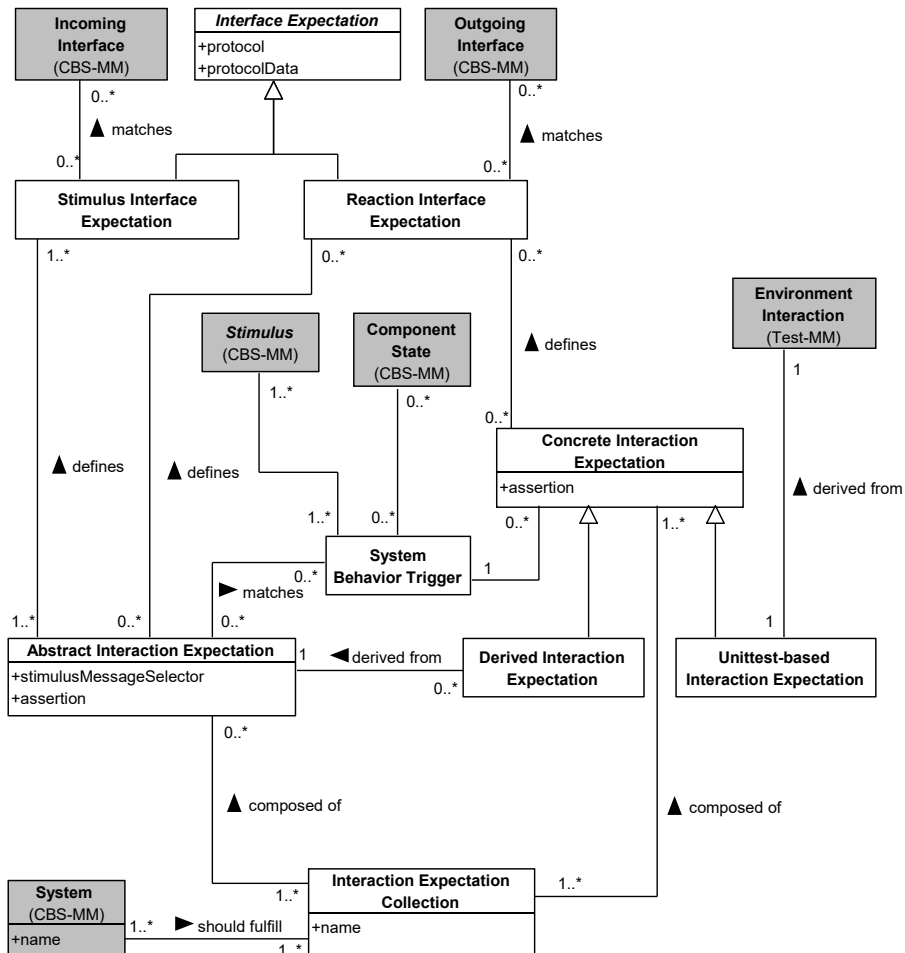 Incoming
Interface
(CBS-MM)
Interface Expectation
+protocol
+protocolData
Outgoing
Interface
(CBS-MM)
0..*
0..*
▲ matches
▲ matches
0..*
0..*
Stimulus Interface
Expectation
Reaction Interface
Expectation
1..*
0..*
0..*
Stimulus
(CBS-MM)
Component
State
(CBS-MM)
Environment
Interaction
(Test-MM)
▲ defines
1..*
0..*
1
0..*
Concrete Interaction
Expectation
+assertion
▲ defines
▲ defines
▲ derived from
1..*
0..*
0..*
1..*
System
Behavior Trigger
1
0..*
► matches
1..*
0..*
0..*
1
Abstract Interaction Expectation
+stimulusMessageSelector
+assertion
1
◄ derived from
0..*
Derived Interaction
Expectation
Unittest-based
Interaction Expectation
0..*
▲ composed of
▲ composed of
1..*
1..*
Interaction Expectation
Collection
+name
System
(CBS-MM)
+name
1..*
► should fulfill
1..*